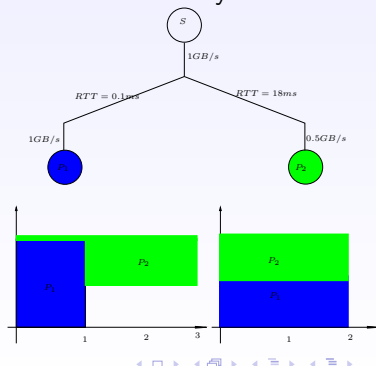 S
1GB/s
RTT = 0.1ms
RTT = 18ms
1GB/s
0.5GB/s
P1
P2
P2
P1
1
2
3
P2
P1
1
2